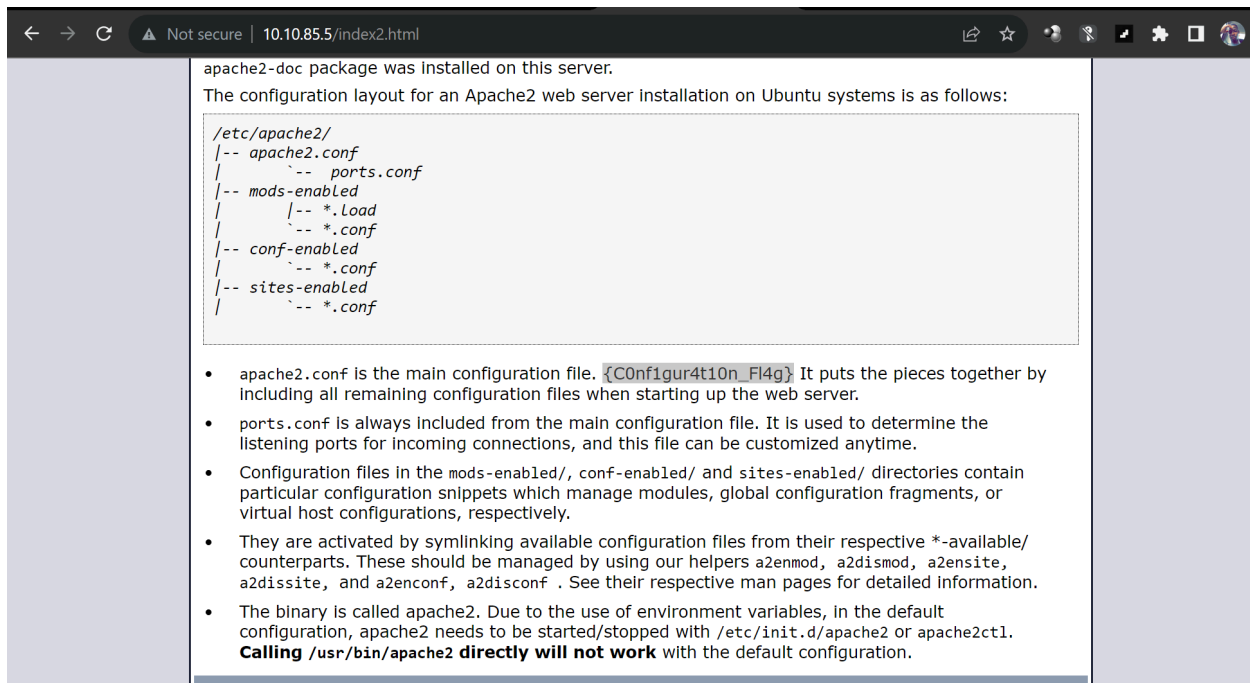 Not secure | 10.10.85.5/index2.html
apache2-doc package was installed on this server.
The configuration layout for an Apache2 web server installation on Ubuntu systems is as follows:
/etc/apache2/
|-- apache2.conf
|       `--  ports.conf
|-- mods-enabled
|       |-- *.load
|       `-- *.conf
|-- conf-enabled
|       `-- *.conf
|-- sites-enabled
|       `-- *.conf
• apache2.conf is the main configuration file. {C0nf1gur4t10n_Fl4g} It puts the pieces together by
including all remaining configuration files when starting up the web server.
• ports.conf is always included from the main configuration file. It is used to determine the
listening ports for incoming connections, and this file can be customized anytime.
• Configuration files in the mods-enabled/, conf-enabled/ and sites-enabled/ directories contain
particular configuration snippets which manage modules, global configuration fragments, or
virtual host configurations, respectively.
• They are activated by symlinking available configuration files from their respective *-available/
counterparts. These should be managed by using our helpers a2enmod, a2dismod, a2ensite,
a2dissite, and a2enconf, a2disconf . See their respective man pages for detailed information.
• The binary is called apache2. Due to the use of environment variables, in the default
configuration, apache2 needs to be started/stopped with /etc/init.d/apache2 or apache2ctl.
Calling /usr/bin/apache2 directly will not work with the default configuration.